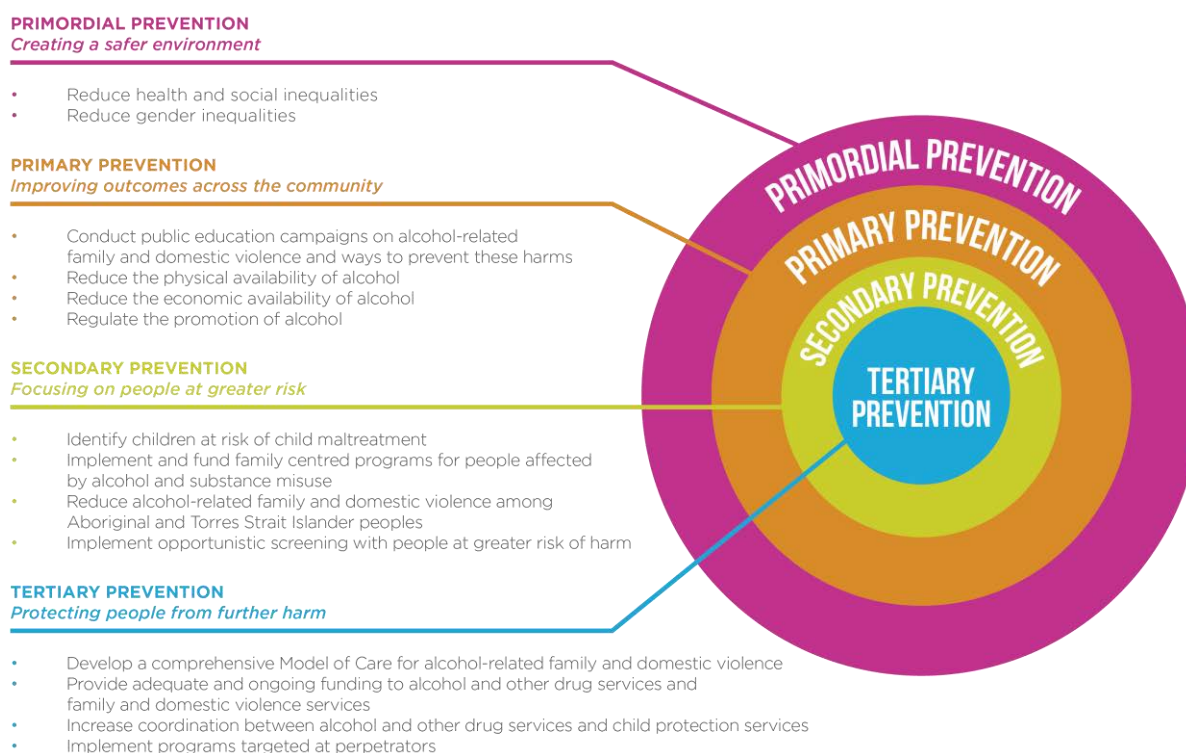 PRIMORDIAL PREVENTION
Creating a safer environment
• Reduce health and social inequalities
• Reduce gender inequalities
PRIMARY PREVENTION
Improving outcomes across the community
• Conduct public education campaigns on alcohol-related
family and domestic violence and ways to prevent these harms
• Reduce the physical availability of alcohol
• Reduce the economic availability of alcohol
• Regulate the promotion of alcohol
SECONDARY PREVENTION
Focusing on people at greater risk
• Identify children at risk of child maltreatment
• Implement and fund family centred programs for people affected
by alcohol and substance misuse
• Reduce alcohol-related family and domestic violence among
Aboriginal and Torres Strait Islander peoples
• Implement opportunistic screening with people at greater risk of harm
TERTIARY PREVENTION
Protecting people from further harm
• Develop a comprehensive Model of Care for alcohol-related family and domestic violence
• Provide adequate and ongoing funding to alcohol and other drug services and
family and domestic violence services
• Increase coordination between alcohol and other drug services and child protection services
• Implement programs targeted at perpetrators
PRIMORDIAL PREVENTION
PRIMARY PREVENTION
SECONDARY PREVENTION
TERTIARY
PREVENTION